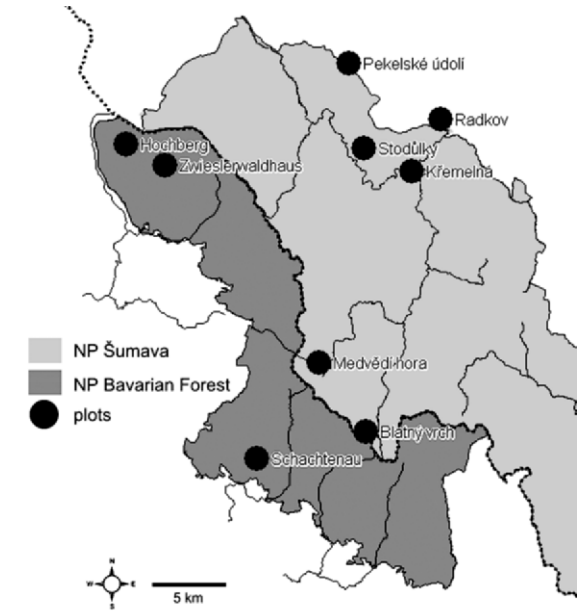 Pekelské údolí
Radkov
Hochberg
Stodůlky
Zwieslerwaldhaus
Křemelná
NP Šumava
Medvědí hora
NP Bavarian Forest
plots
Blatný vrch
Schachtenau
N
W E
S
5 km